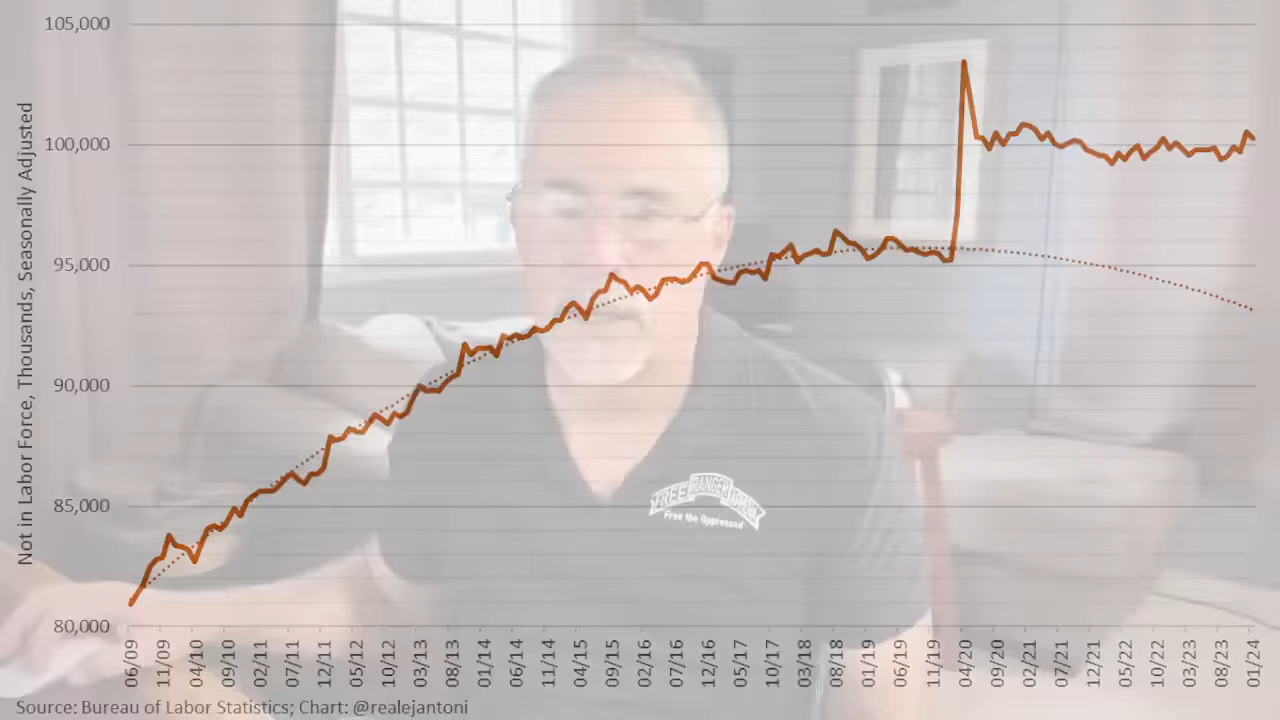 105,000
100,000
95,000
90,000
85,000
80,000
Not in Labor Force, Thousands, Seasonally Adjusted
06/09 11/09 04/10 09/10 02/11 07/11 12/11 05/12 10/12 03/13 08/13 01/14 06/14 11/14 04/15 09/15 02/16 07/16 12/16 05/17 10/17 03/18 08/18 01/19 06/19 11/19 04/20 09/20 02/21 07/21 12/21 05/22 10/22 03/23 08/23 01/24
FREE RANGER
Free the Oppressed
Source: Bureau of Labor Statistics; Chart: @realejantoni